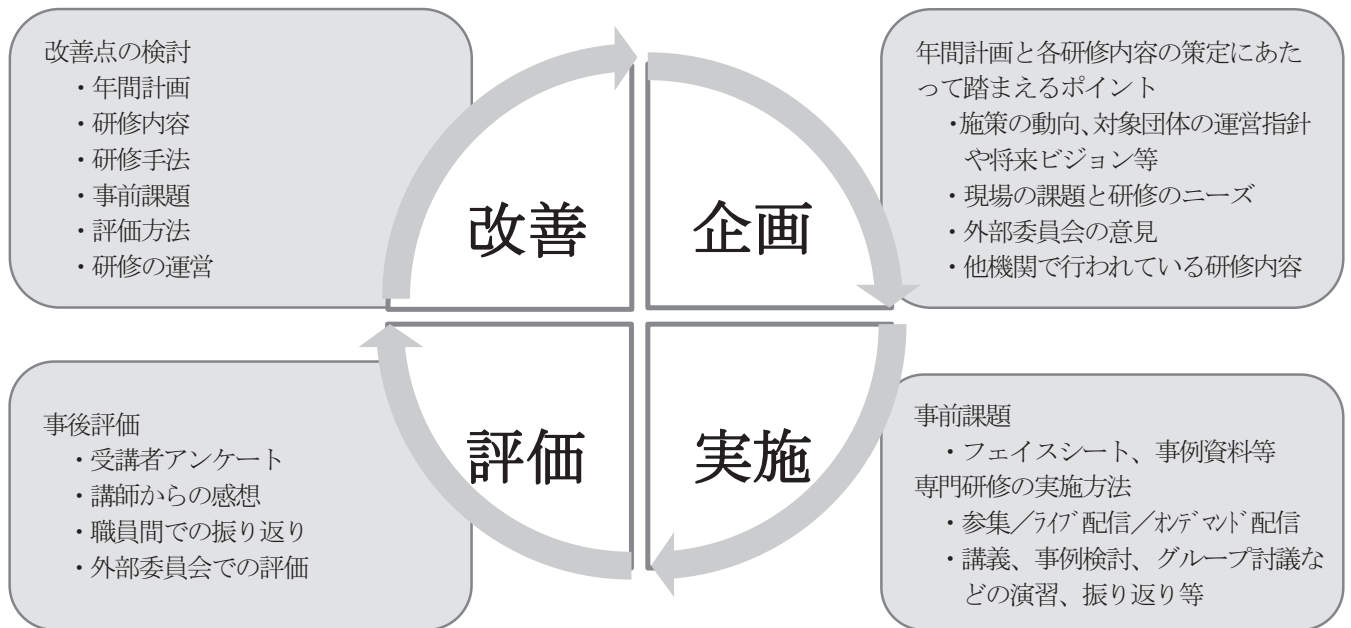 改善点の検討
・年間計画
・研修内容
・研修手法
・事前課題
・評価方法
・研修の運営
改善
企画
年間計画と各研修内容の策定にあた
って踏まえるポイント
・施策の動向、対象団体の運営指針
や将来ビジョン等
・現場の課題と研修のニーズ
・外部委員会の意見
・他機関で行われている研修内容
事後評価
・受講者アンケート
・講師からの感想
・職員間での振り返り
・外部委員会での評価
評価
実施
事前課題
・フェイスシート、事例資料等
専門研修の実施方法
・参集／ﾗｲﾌﾞ配信／ｵﾝﾃﾞﾏﾝﾄﾞ配信
・講義、事例検討、グループ討議な
どの演習、振り返り等